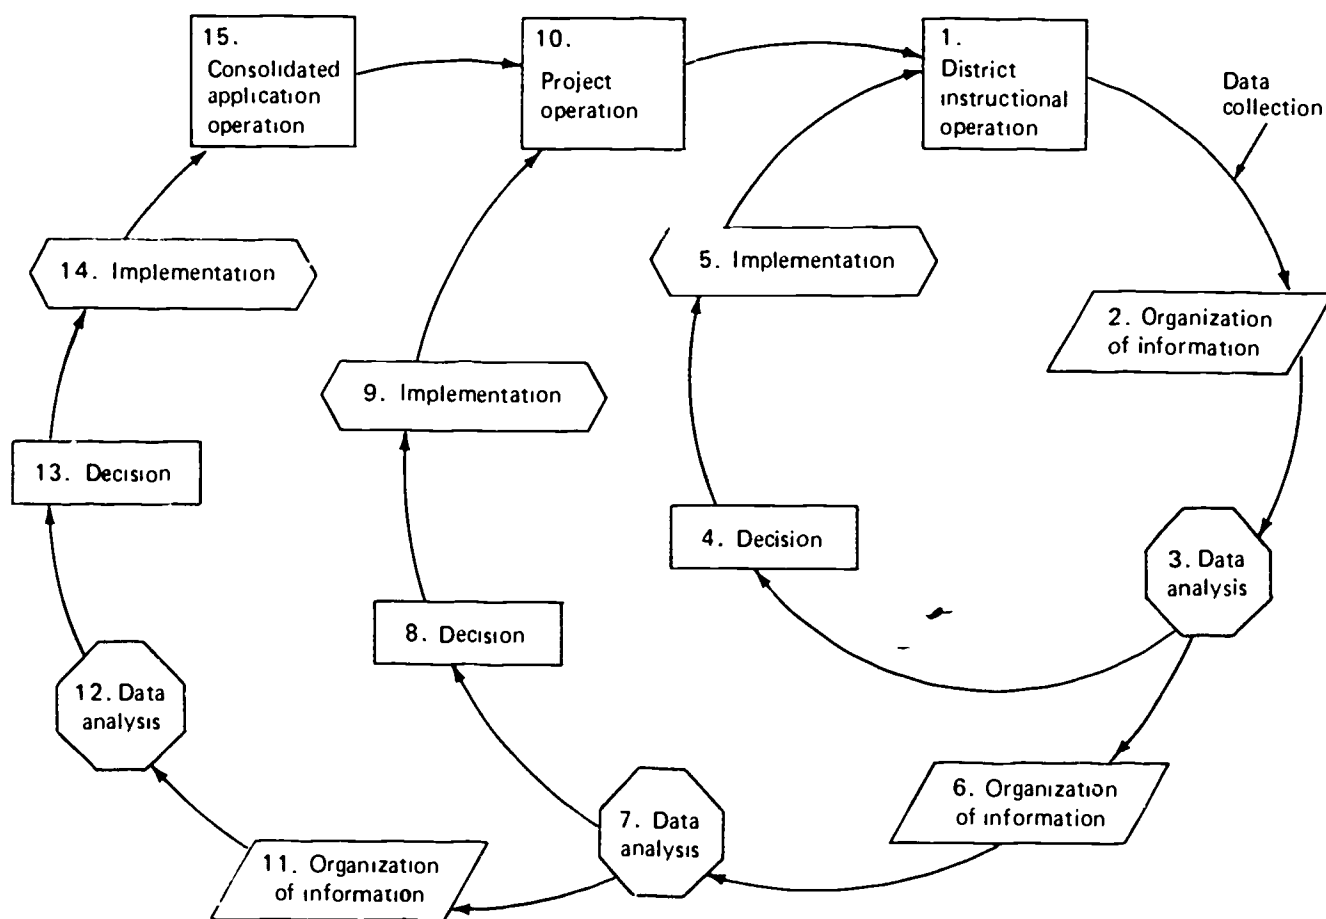 15.
Consolidated
application
operation
10.
Project
operation
1.
District
instructional
operation
Data
collection
14. Implementation
5. Implementation
2. Organization
of information
9. Implementation
13. Decision
4. Decision
3. Data
analysis
8. Decision
12. Data
analysis
6. Organization
of information
7. Data
analysis
11. Organization
of information